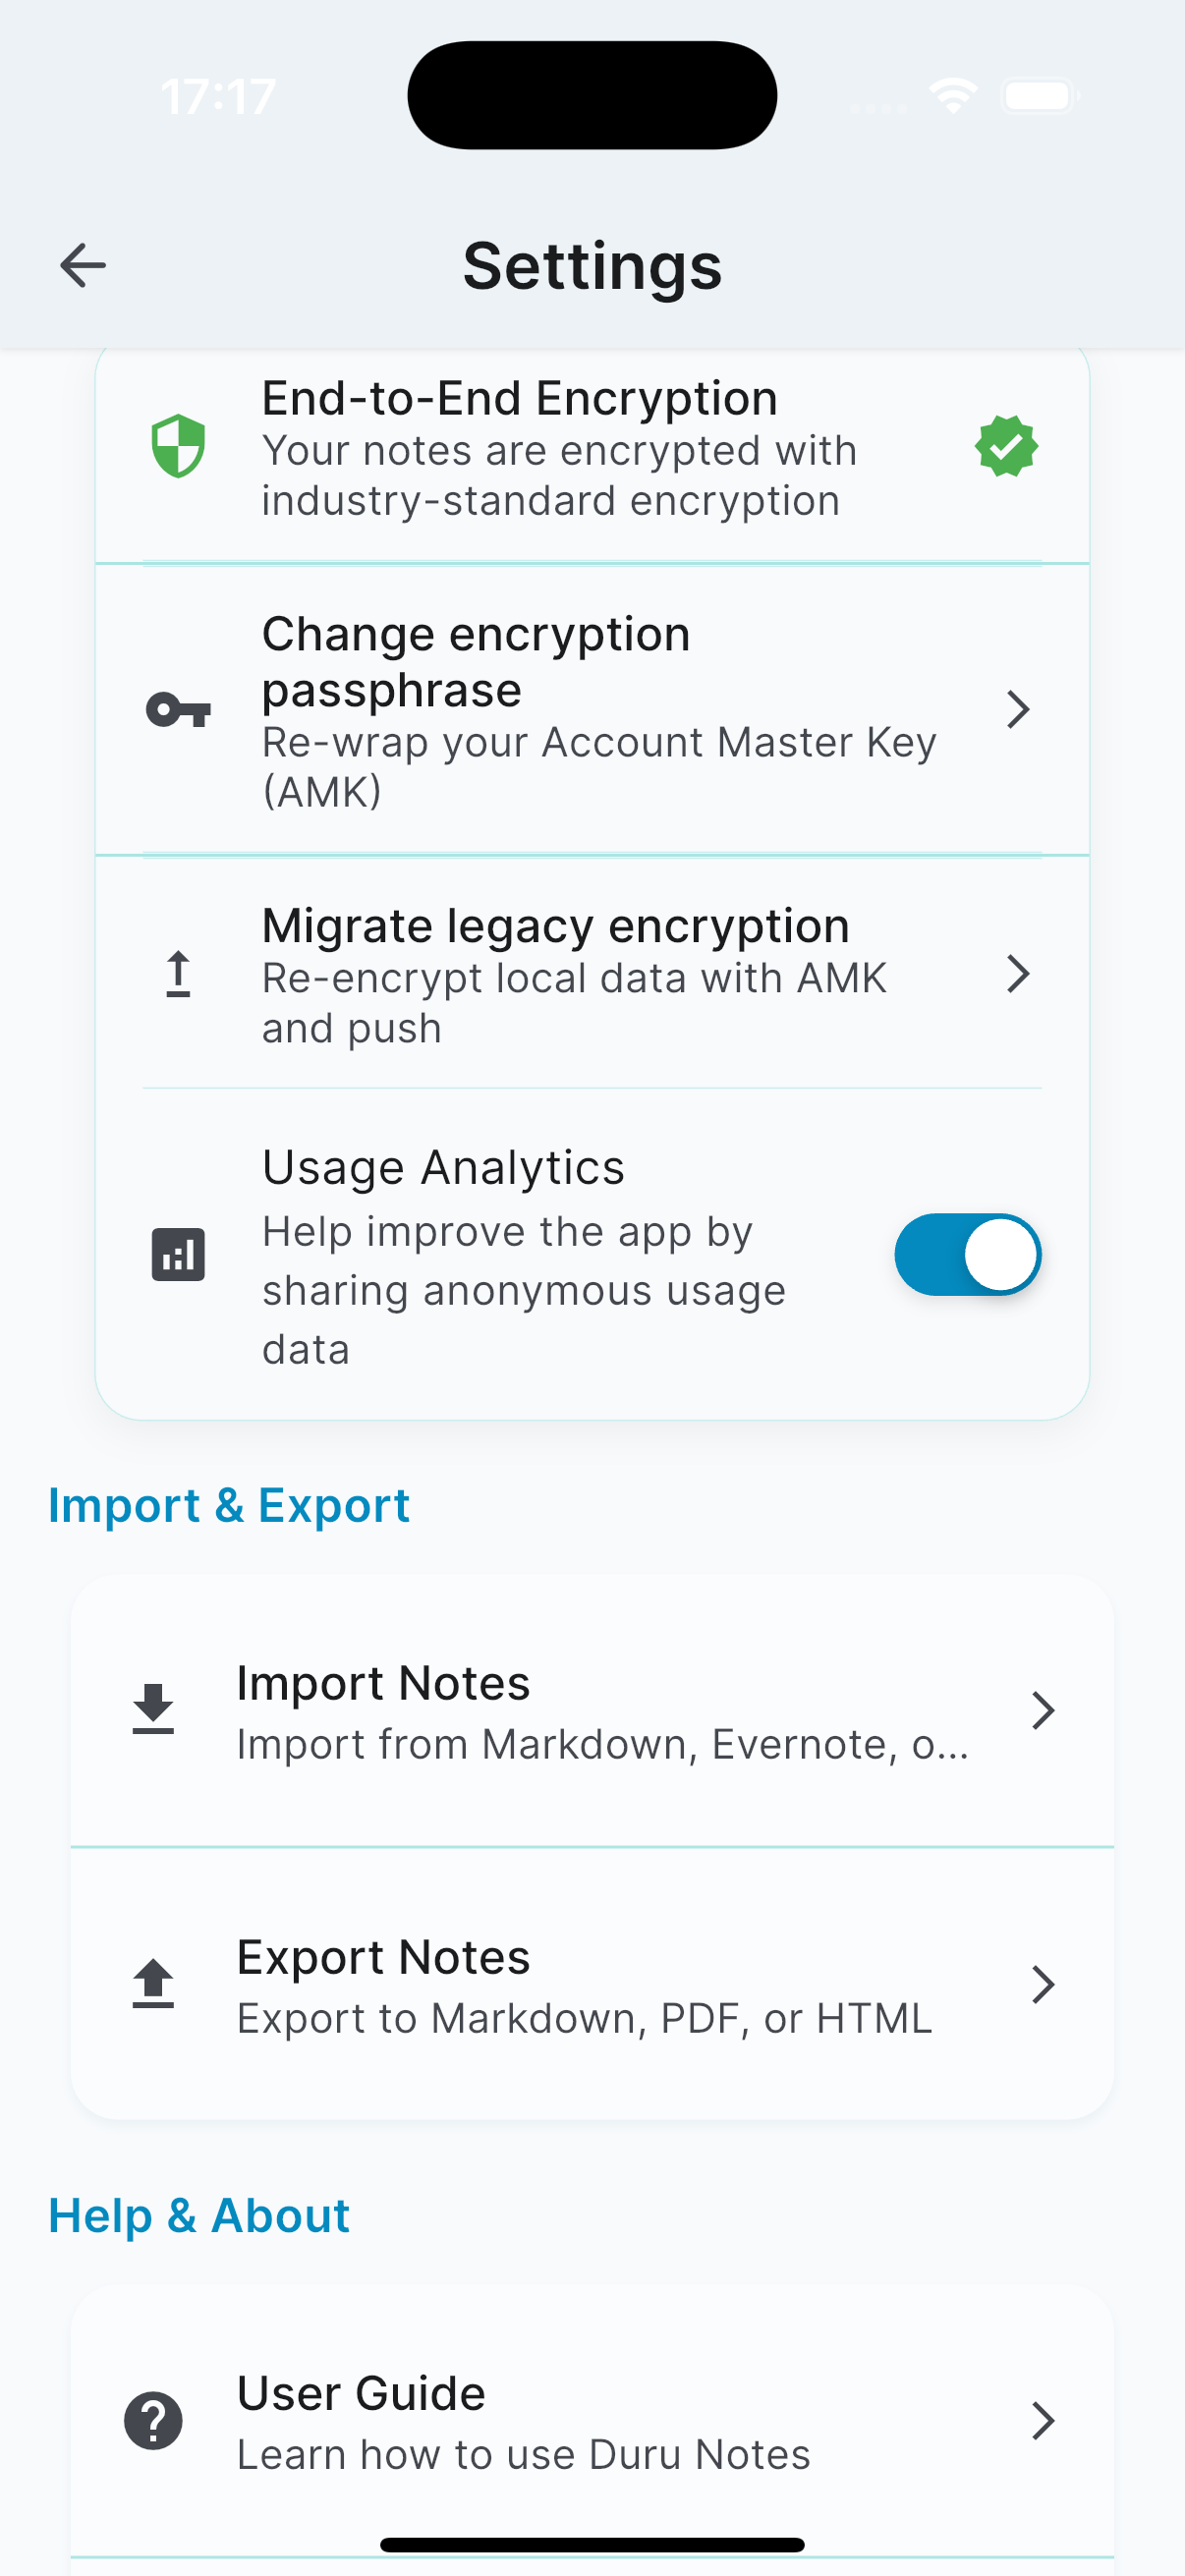 17:17
Settings
End-to-End Encryption
Your notes are encrypted with
industry-standard encryption
Change encryption
passphrase
Re-wrap your Account Master Key
(AMK)
Migrate legacy encryption
Re-encrypt local data with AMK
and push
Usage Analytics
Help improve the app by
sharing anonymous usage
data
Import & Export
Import Notes
Import from Markdown, Evernote, o...
Export Notes
Export to Markdown, PDF, or HTML
Help & About
User Guide
Learn how to use Duru Notes